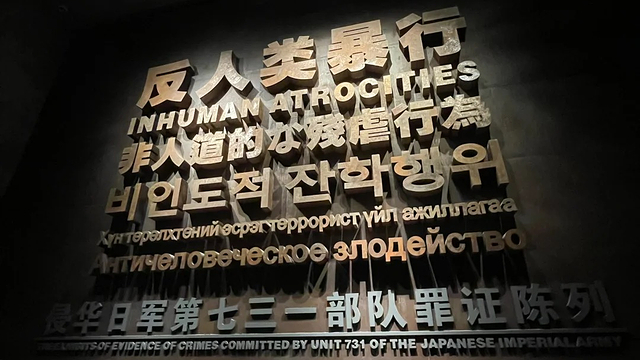 反人类暴行
INHUMAN ATROCITIES
非人道的な残虐行為
비인도적 잔학행위
Хүн төрөлхтөний эсрэг террорист үйл ажиллагаа
Античеловеческое злодейство
侵华日军第七三一部队罪证陈列
OF EVIDENCE OF CRIMES COMMITTED BY UNIT 731 OF THE JAPANESE IMPERIAL ARMY